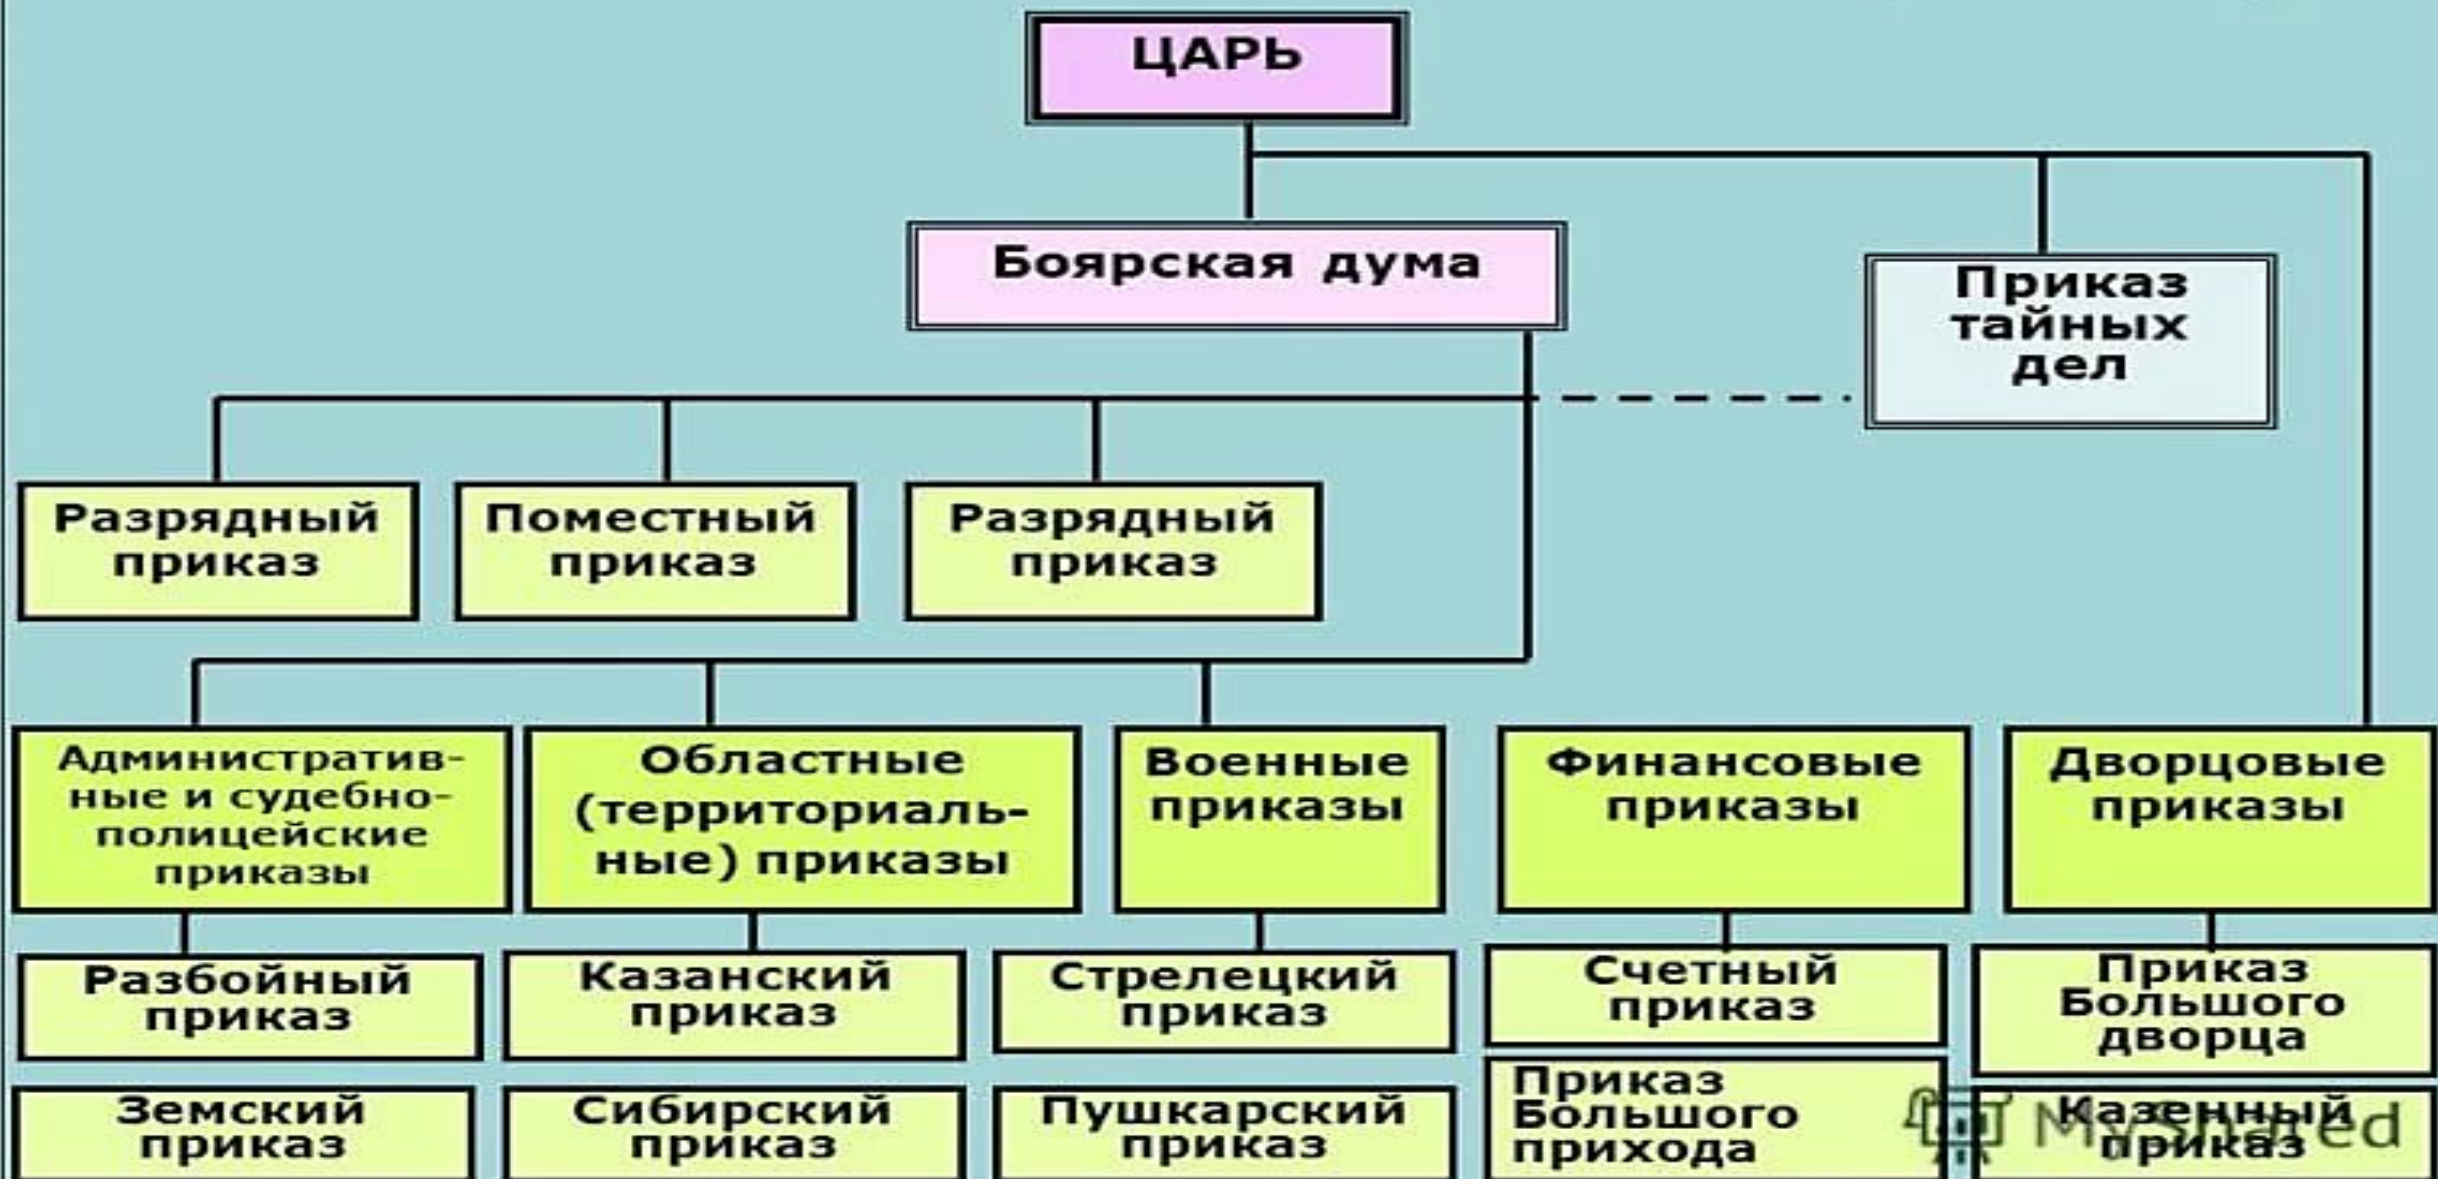 ЦАРЬ
Боярская дума
Приказ
тайных
дел
Разрядный
приказ
Поместный
приказ
Разрядный
приказ
Административ-
ные и судебно-
полицейские
приказы
Областные
(территориаль-
ные) приказы
Военные
приказы
Финансовые
приказы
Дворцовые
приказы
Разбойный
приказ
Казанский
приказ
Стрелецкий
приказ
Счетный
приказ
Приказ
Большого
дворца
Земский
приказ
Сибирский
приказ
Пушкарский
приказ
Приказ
Большого
прихода
Казенный
приказ
MyShared